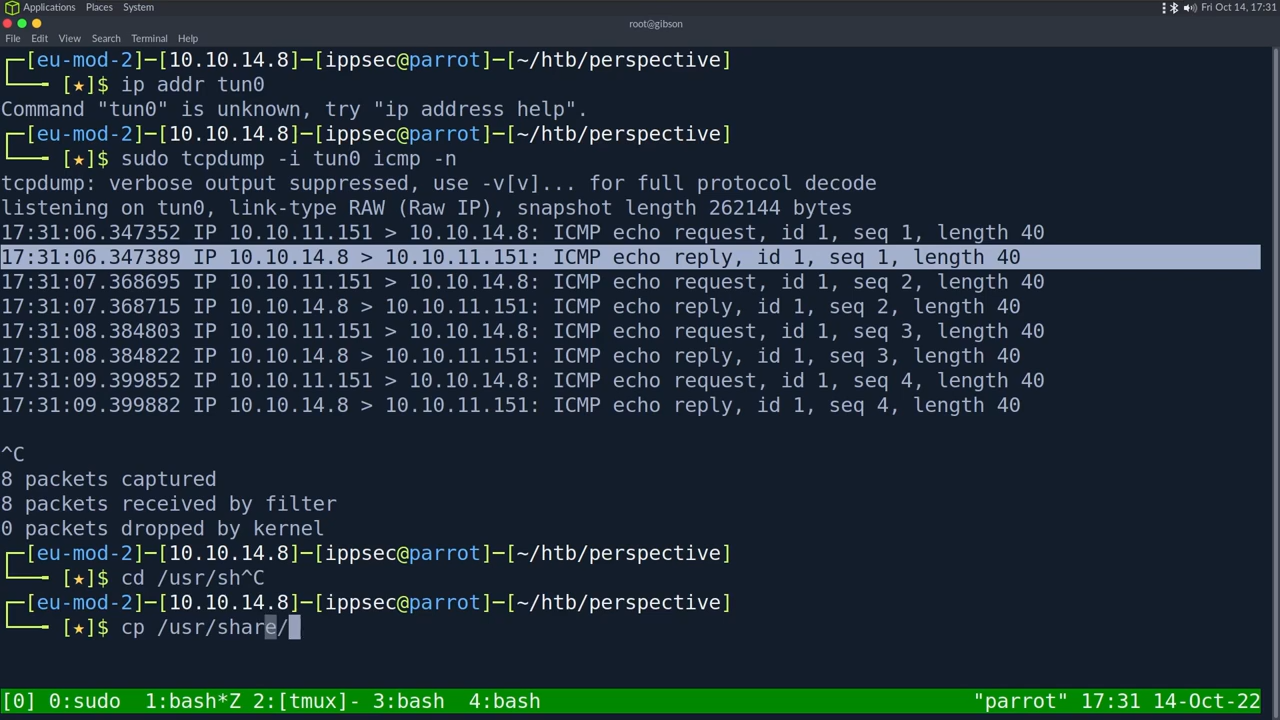 Applications Places System Fri Oct 14, 17:31
root@gibson
File Edit View Search Terminal Help
┌─[eu-mod-2]─[10.10.14.8]─[ippsec@parrot]─[~/htb/perspective]
└──╼ [★]$ ip addr tun0
Command "tun0" is unknown, try "ip address help".
┌─[eu-mod-2]─[10.10.14.8]─[ippsec@parrot]─[~/htb/perspective]
└──╼ [★]$ sudo tcpdump -i tun0 icmp -n
tcpdump: verbose output suppressed, use -v[v]... for full protocol decode
listening on tun0, link-type RAW (Raw IP), snapshot length 262144 bytes
17:31:06.347352 IP 10.10.11.151 > 10.10.14.8: ICMP echo request, id 1, seq 1, length 40
17:31:06.347389 IP 10.10.14.8 > 10.10.11.151: ICMP echo reply, id 1, seq 1, length 40
17:31:07.368695 IP 10.10.11.151 > 10.10.14.8: ICMP echo request, id 1, seq 2, length 40
17:31:07.368715 IP 10.10.14.8 > 10.10.11.151: ICMP echo reply, id 1, seq 2, length 40
17:31:08.384803 IP 10.10.11.151 > 10.10.14.8: ICMP echo request, id 1, seq 3, length 40
17:31:08.384822 IP 10.10.14.8 > 10.10.11.151: ICMP echo reply, id 1, seq 3, length 40
17:31:09.399852 IP 10.10.11.151 > 10.10.14.8: ICMP echo request, id 1, seq 4, length 40
17:31:09.399882 IP 10.10.14.8 > 10.10.11.151: ICMP echo reply, id 1, seq 4, length 40
^C
8 packets captured
8 packets received by filter
0 packets dropped by kernel
┌─[eu-mod-2]─[10.10.14.8]─[ippsec@parrot]─[~/htb/perspective]
└──╼ [★]$ cd /usr/sh^C
┌─[eu-mod-2]─[10.10.14.8]─[ippsec@parrot]─[~/htb/perspective]
└──╼ [★]$ cp /usr/share/
[0] 0:sudo 1:bash*Z 2:[tmux]- 3:bash 4:bash "parrot" 17:31 14-Oct-22